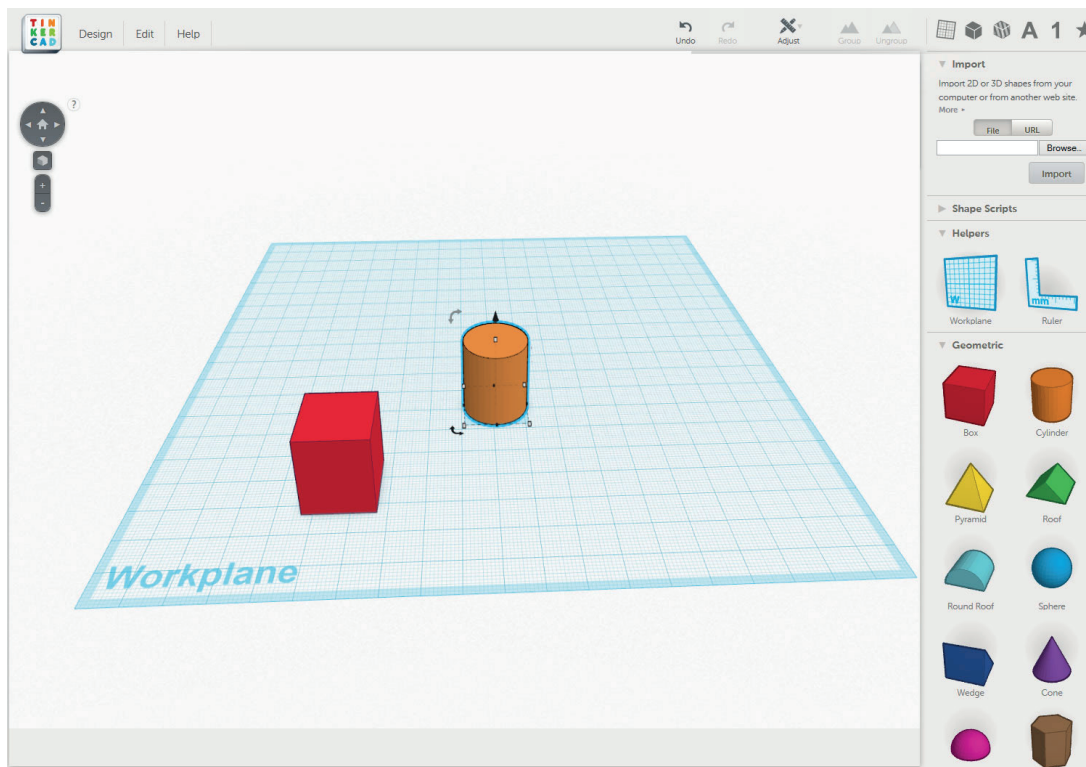 TIN
KER
CAD
Design
Edit
Help
Undo
Redo
Adjust
Group
Ungroup
A
1
?
+
-
Import
Import 2D or 3D shapes from your
computer or from another web site.
More
File
URL
Browse...
Import
Shape Scripts
Helpers
W
mm
Workplane
Ruler
Geometric
Box
Cylinder
Pyramid
Roof
Round Roof
Sphere
Wedge
Cone
Workplane